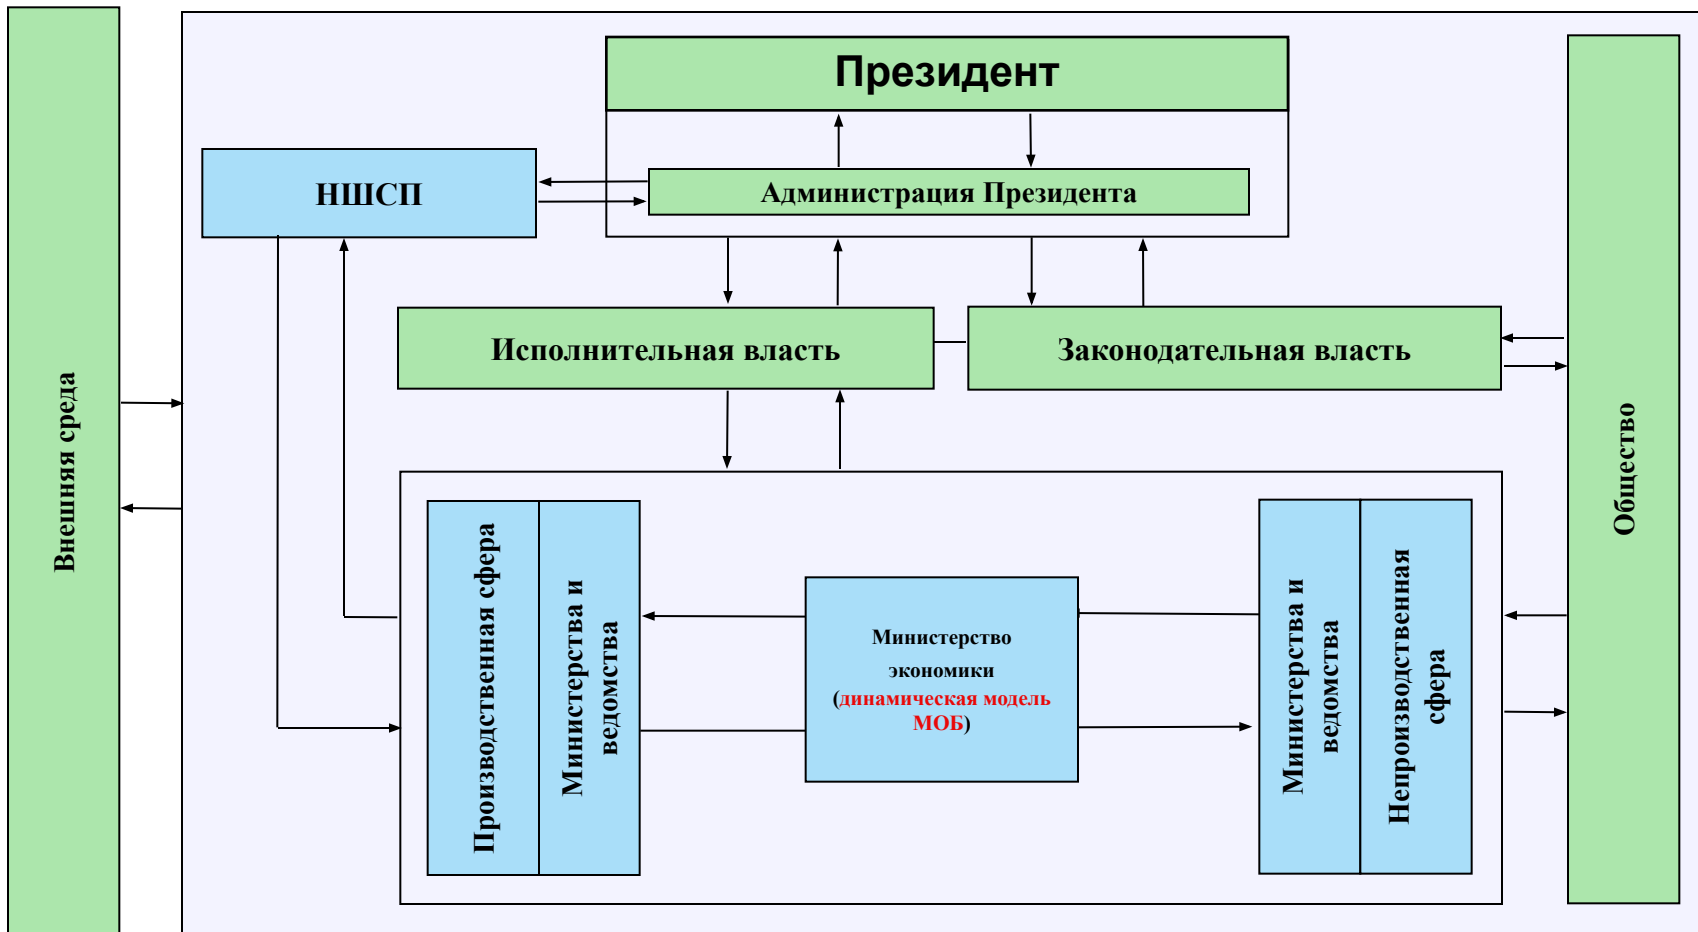 Президент
НШСП
Администрация Президента
Исполнительная власть
Законодательная власть
Внешняя среда
Общество
Производственная сфера
Министерства и
ведомства
Министерство
экономики
(динамическая модель
МОБ)
Министерства и
ведомства
Непроизводственная
сфера